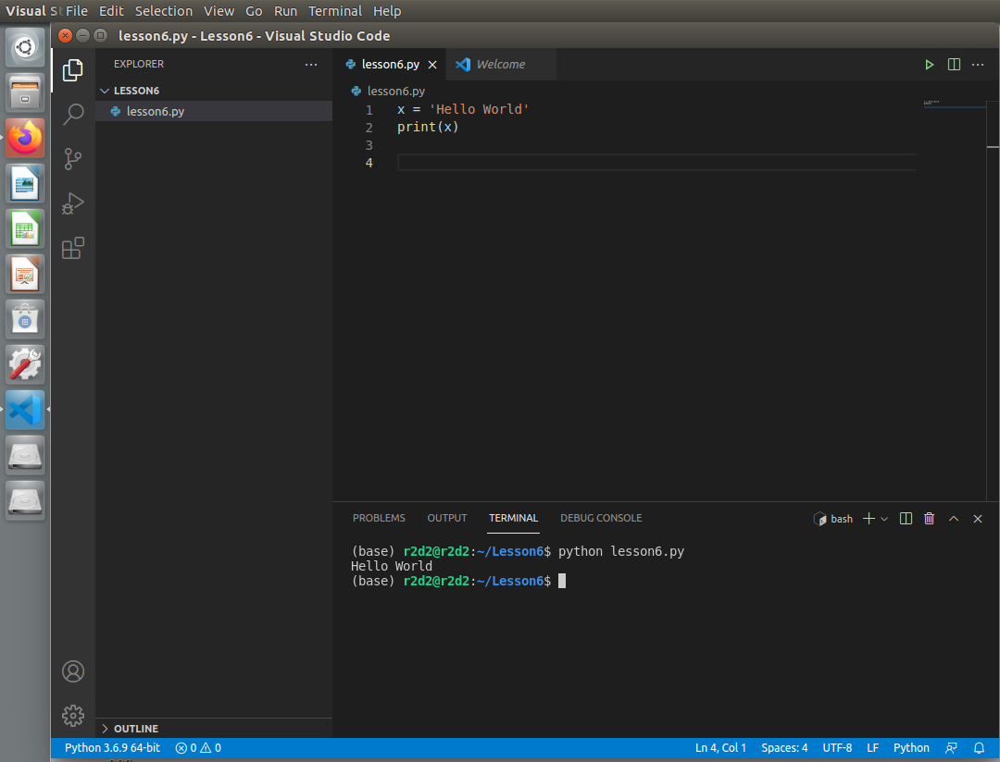 Visual St File Edit Selection View Go Run Terminal Help
lesson6.py - Lesson6 - Visual Studio Code
EXPLORER
LESSON6
lesson6.py
OUTLINE
lesson6.py Welcome
lesson6.py
1 x = 'Hello World'
2 print(x)
3
4
PROBLEMS OUTPUT TERMINAL DEBUG CONSOLE bash
(base) r2d2@r2d2:~/Lesson6$ python lesson6.py
Hello World
(base) r2d2@r2d2:~/Lesson6$
Python 3.6.9 64-bit 0 0 Ln 4, Col 1 Spaces: 4 UTF-8 LF Python